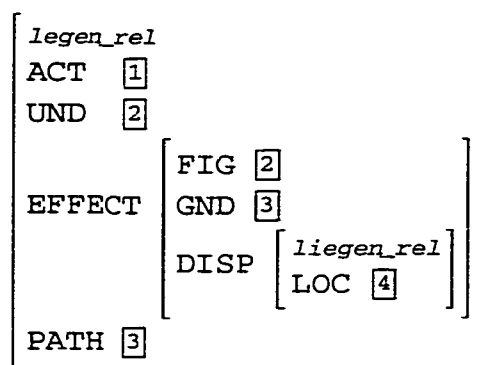 legen_rel
ACT 1
UND 2
FIG 2
EFFECT GND 3
DISP liegen_rel
LOC 4
PATH 3